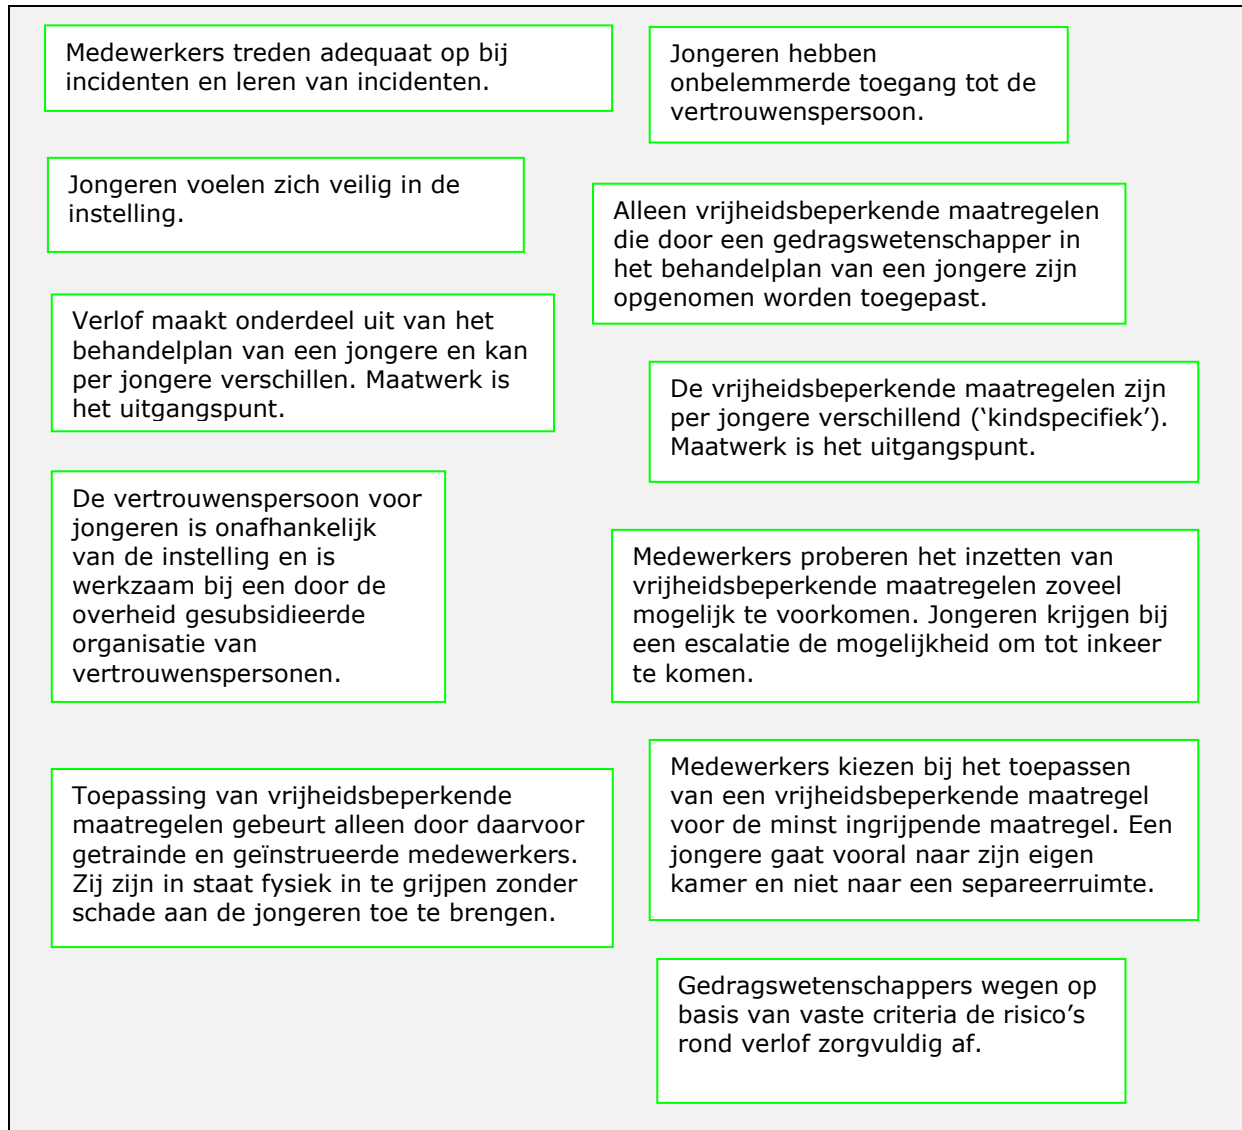 Medewerkers treden adequaat op bij
incidenten en leren van incidenten.
Jongeren hebben
onbelemmerde toegang tot de
vertrouwenspersoon.
Jongeren voelen zich veilig in de
instelling.
Alleen vrijheidsbeperkende maatregelen
die door een gedragswetenschapper in
het behandelplan van een jongere zijn
opgenomen worden toegepast.
Verlof maakt onderdeel uit van het
behandelplan van een jongere en kan
per jongere verschillen. Maatwerk is
het uitgangspunt.
De vrijheidsbeperkende maatregelen zijn
per jongere verschillend (‘kindspecifiek’).
Maatwerk is het uitgangspunt.
De vertrouwenspersoon voor
jongeren is onafhankelijk
van de instelling en is
werkzaam bij een door de
overheid gesubsidieerde
organisatie van
vertrouwenspersonen.
Medewerkers proberen het inzetten van
vrijheidsbeperkende maatregelen zoveel
mogelijk te voorkomen. Jongeren krijgen bij
een escalatie de mogelijkheid om tot inkeer
te komen.
Toepassing van vrijheidsbeperkende
maatregelen gebeurt alleen door daarvoor
getrainde en geïnstrueerde medewerkers.
Zij zijn in staat fysiek in te grijpen zonder
schade aan de jongeren toe te brengen.
Medewerkers kiezen bij het toepassen
van een vrijheidsbeperkende maatregel
voor de minst ingrijpende maatregel. Een
jongere gaat vooral naar zijn eigen
kamer en niet naar een separeerruimte.
Gedragswetenschappers wegen op
basis van vaste criteria de risico’s
rond verlof zorgvuldig af.